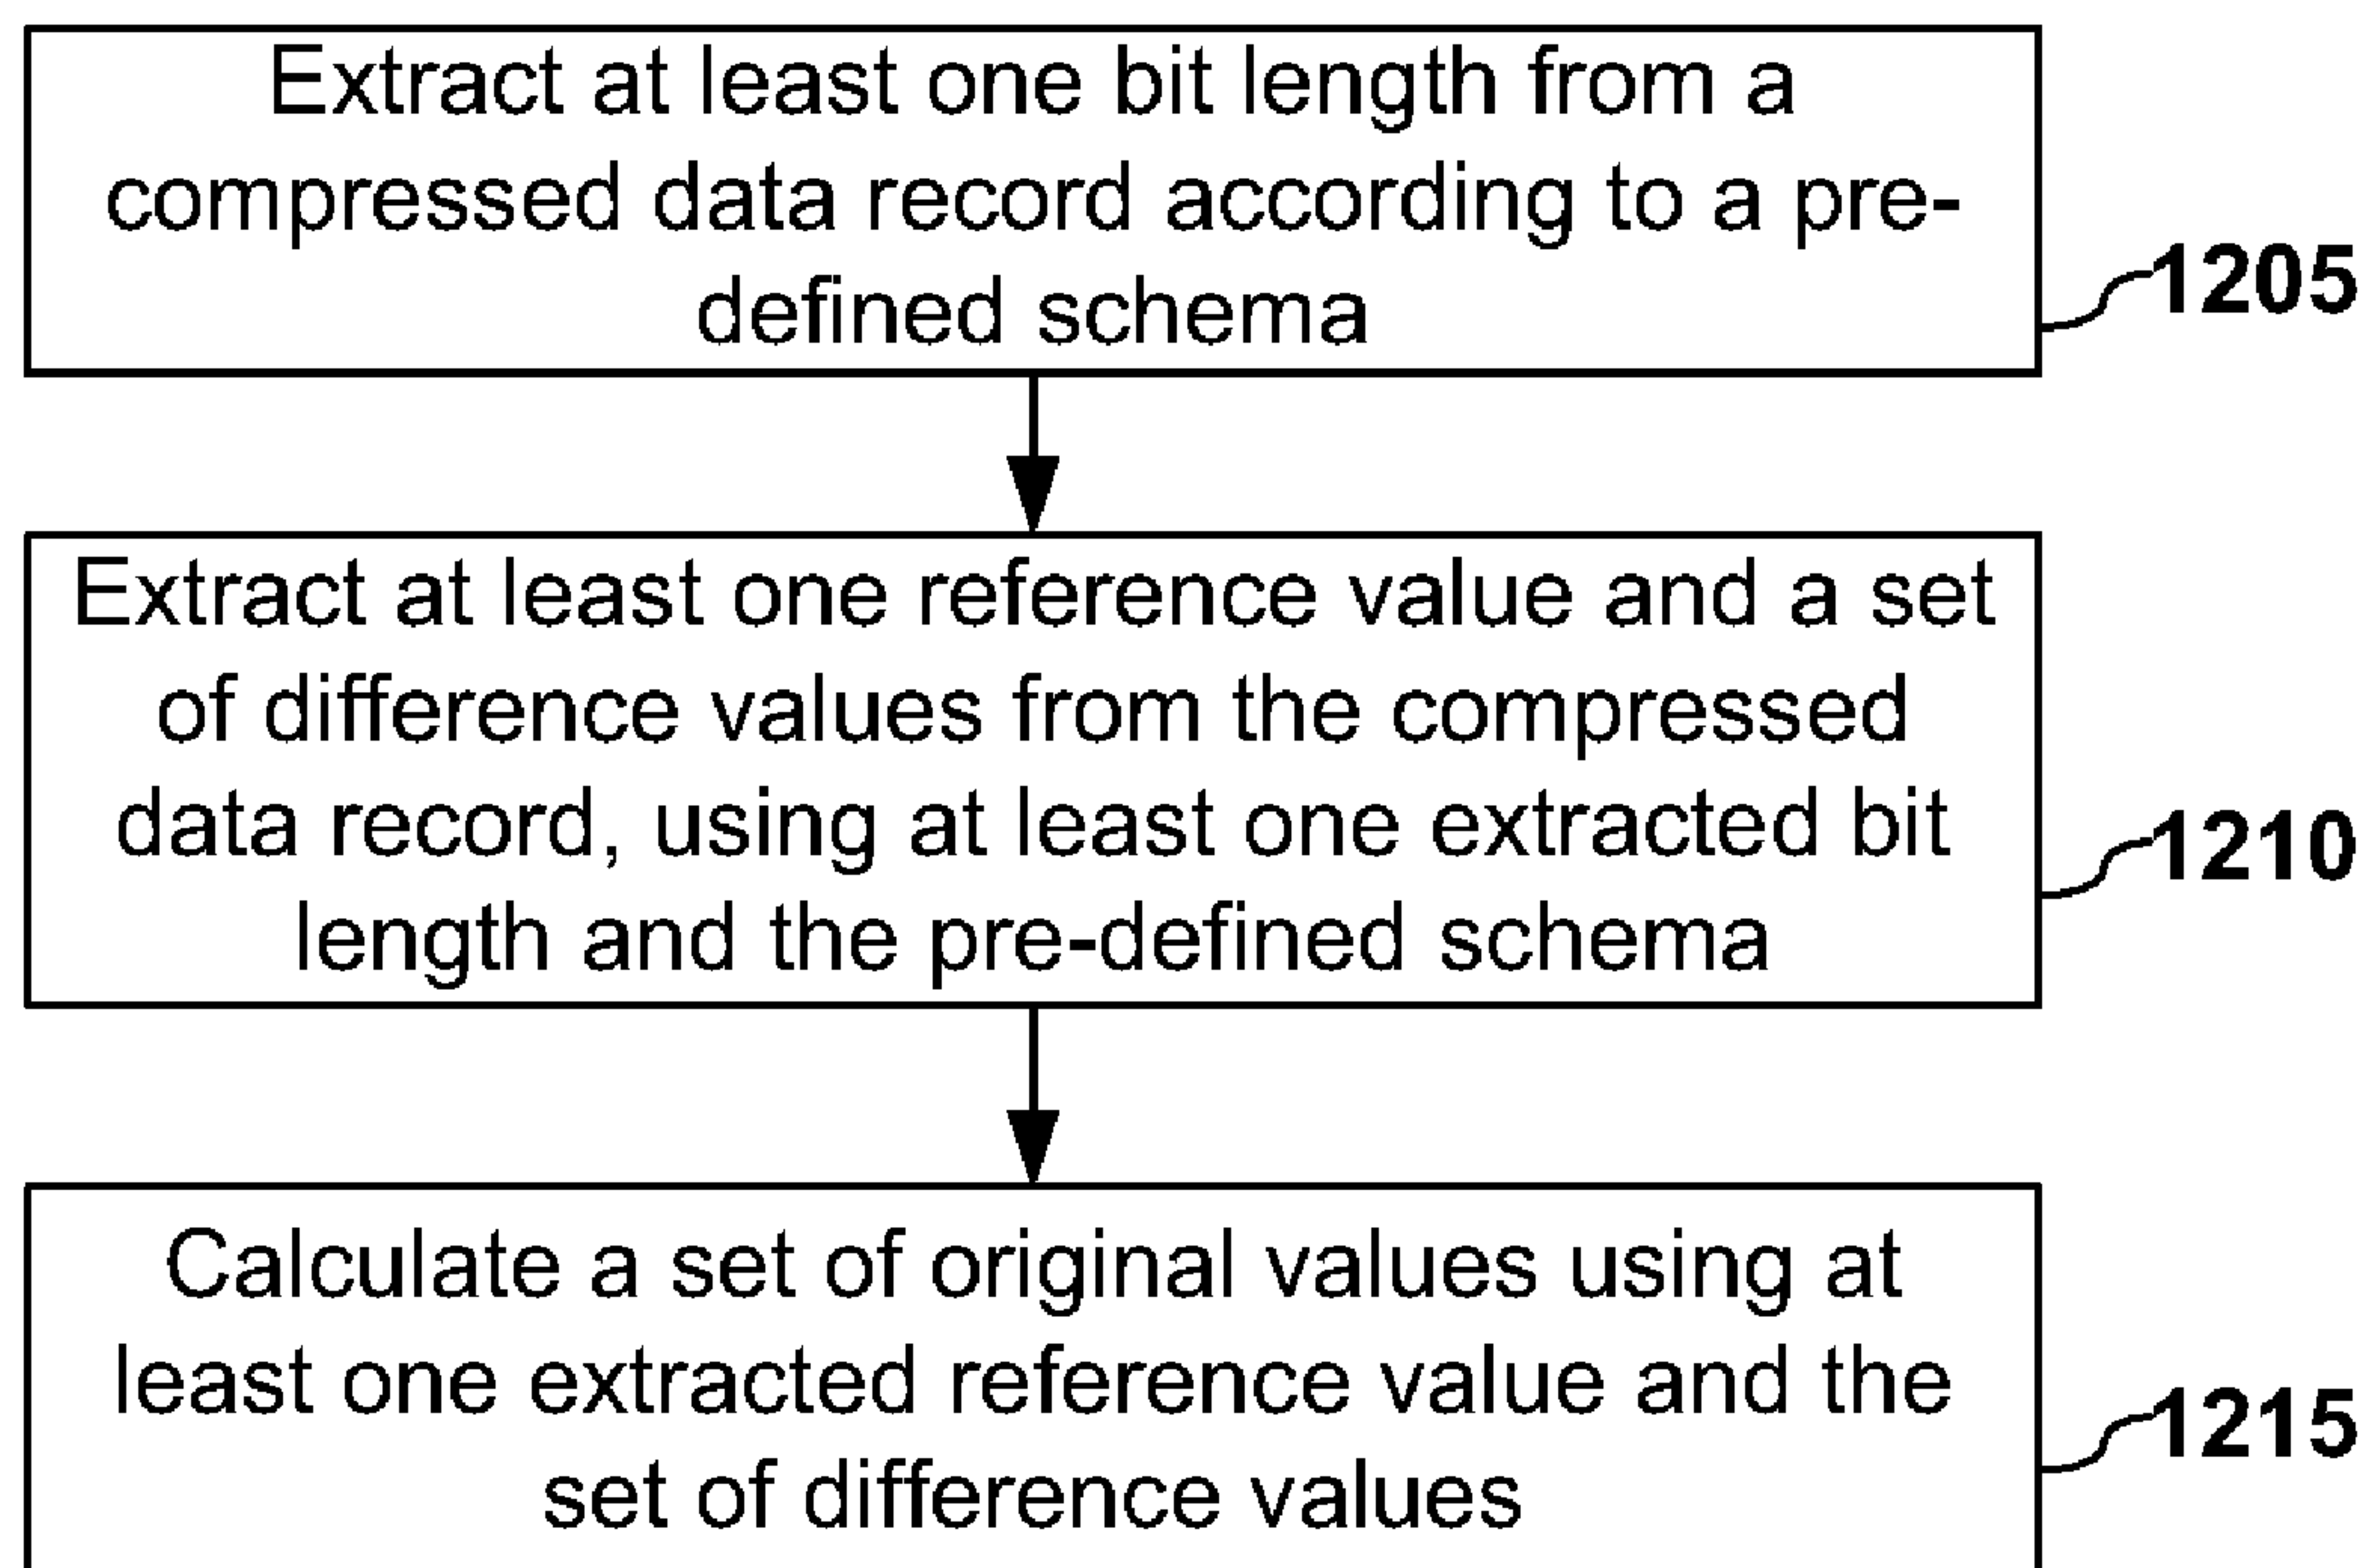 Extract at least one bit length from a
compressed data record according to a pre-
defined schema
1205
Extract at least one reference value and a set
of difference values from the compressed
data record, using at least one extracted bit
length and the pre-defined schema
1210
Calculate a set of original values using at
least one extracted reference value and the
set of difference values
1215